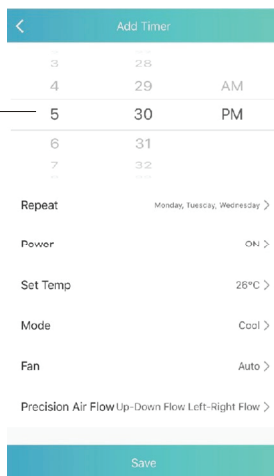 Add Timer
3 28
4 29 AM
5 30 PM
6 31
7 32
Repeat Monday, Tuescay, Wednesday >
Power ON >
Set Temp 26°C >
Mode Cool >
Fan Auto >
Precision Air Flow Up-Down Flow Left-Right Flow >
Save